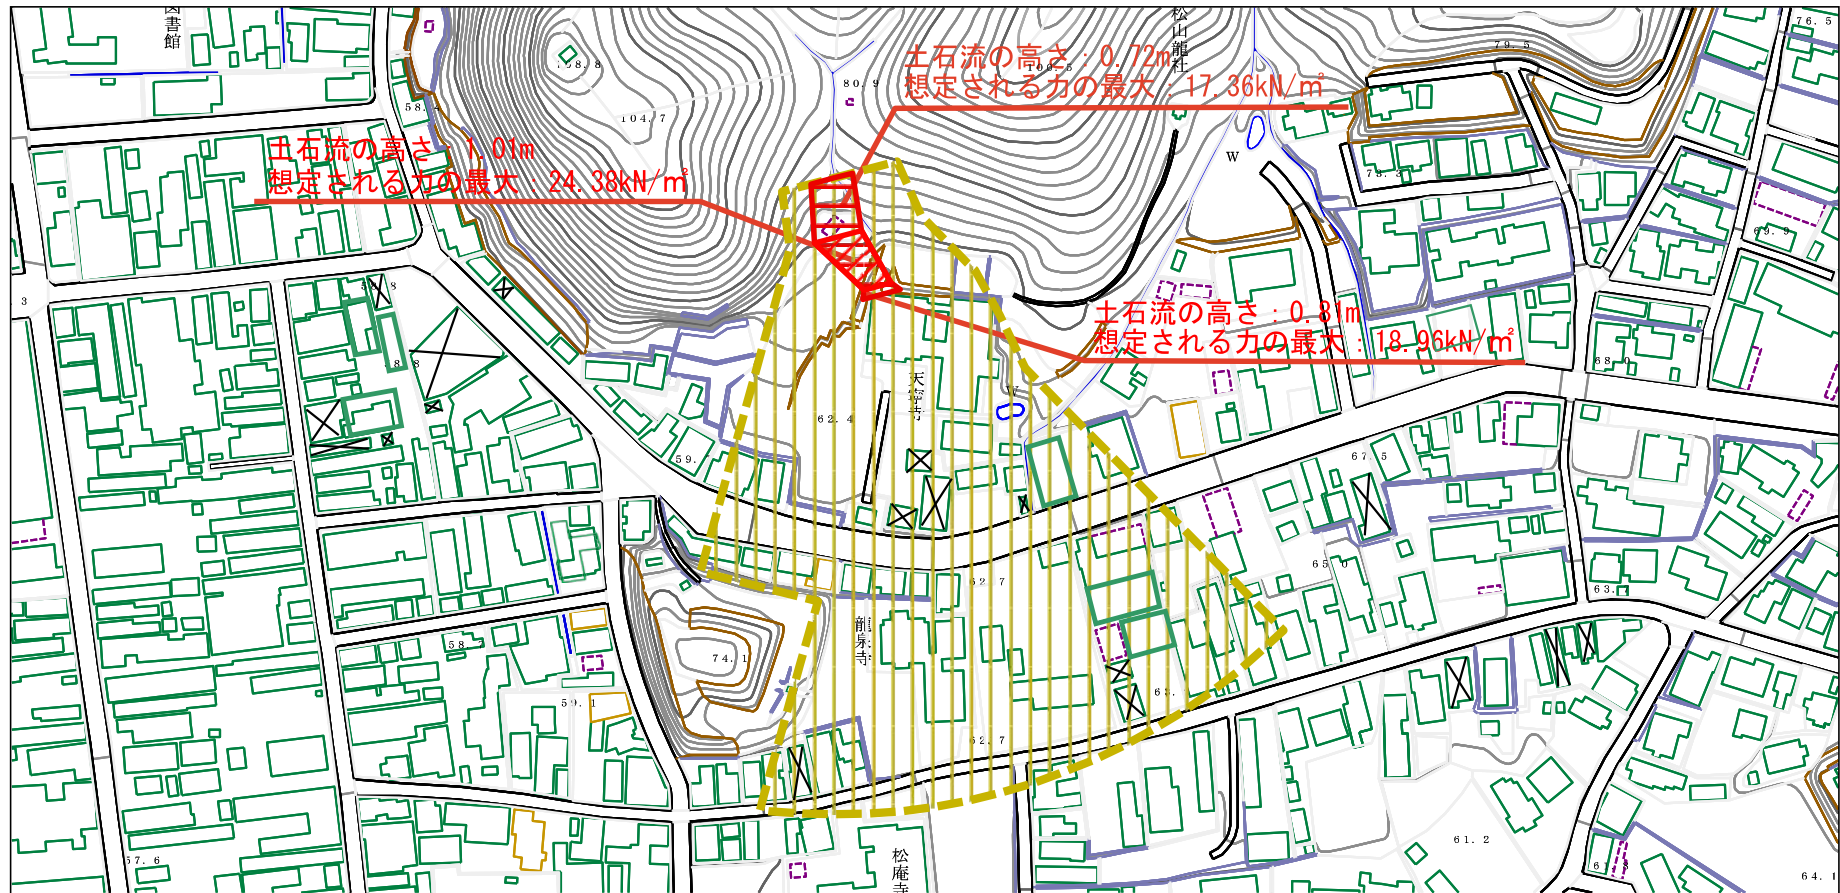 図書館
松山龍社
76.5
79.5
土石流の高さ：0.72m
想定される力の最大：17.36kN/㎡
80.9
104.7
土石流の高さ：1.01m
想定される力の最大：24.38kN/㎡
W
69.9
土石流の高さ：0.81m
想定される力の最大：18.96kN/㎡
天寧寺
W
62.4
67.5
62.7
65.0
龍泉寺
58.7
74.1
59.1
62.7
57.6
松庵寺
61.2
64.1